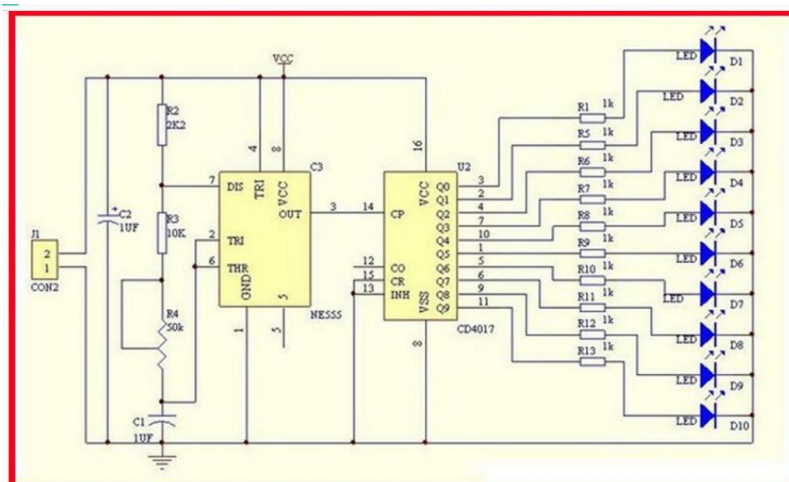 VCC
R2
2K2
4
8
C3
16
U2
7
DIS
TRI
VCC
OUT
3
14
CP
VCC
Q0
Q1
Q2
Q3
Q4
Q5
Q6
Q7
Q8
Q9
3
2
4
7
10
1
5
6
9
11
C2
+
1UF
R3
10K
2
TRI
6
THR
GND
5
NE555
12
CO
15
CR
13
INH
VSS
CD4017
J1
2
1
CON2
R4
50k
1
5
8
C1
1UF
R1 1k
R5 1k
R6 1k
R7 1k
R8 1k
R9 1k
R10 1k
R11 1k
R12 1k
R13 1k
LED D1
LED D2
LED D3
LED D4
LED D5
LED D6
LED D7
LED D8
LED D9
LED D10